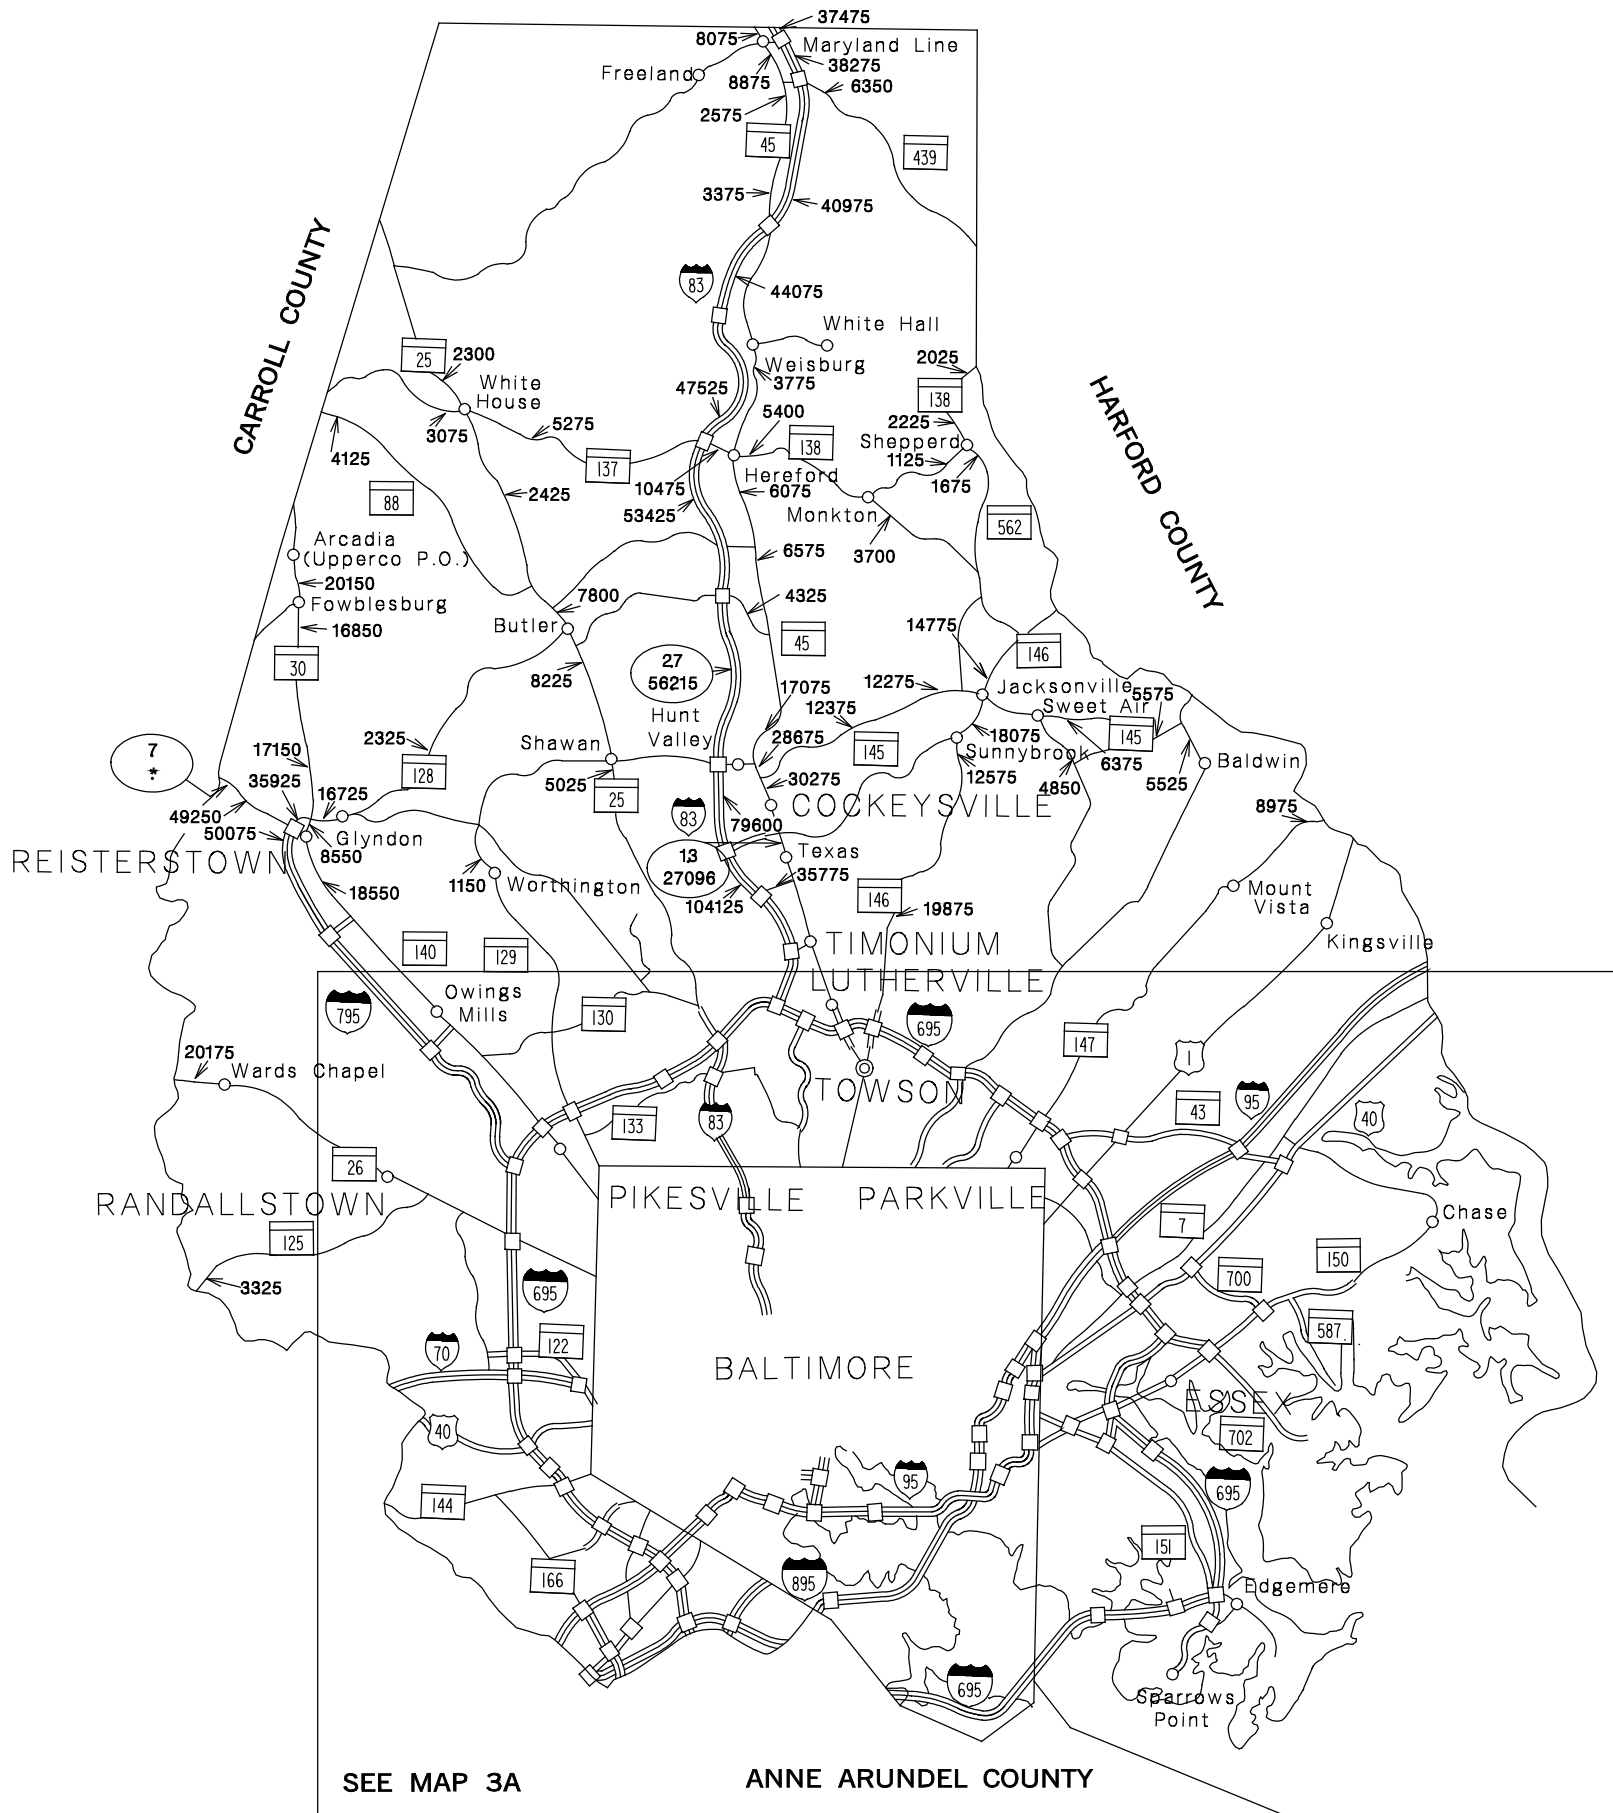 37475
8075
Maryland Line
38275
Freeland
8875
6350
2575
45
439
3375
40975
CARROLL COUNTY
83
44075
White Hall
25
2300
Weisburg
2025
3775
White
House
47525
138
HARFORD COUNTY
5400
2225
3075
5275
138
Shepperd
4125
137
1125
Hereford
10475
1675
88
2425
6075
53425
Monkton
562
3700
Arcadia
(Upperco P.O.)
6575
20150
Fowblesburg
7800
4325
16850
Butler
14775
45
146
30
27
56215
8225
12275
17075
Jacksonville
5575
12375
Sweet Air
Hunt
Valley
2325
Shawan
18075
145
145
7
*
17150
28675
Sunnybrook
6375
Baldwin
35925
128
5025
30275
12575
4850
5525
16725
25
COCKEYSVILLE
8975
49250
83
79600
50075
Glyndon
8550
REISTERSTOWN
13
27096
Texas
18550
1150
Worthington
35775
104125
146
19875
Mount
Vista
140
129
TIMONIUM
Kingsville
LUTHERVILLE
Owings
Mills
795
130
695
147
1
20175
Wards Chapel
TOWSON
43
95
40
133
83
26
RANDALLSTOWN
PIKESVILLE
PARKVILLE
Chase
125
7
150
700
3325
695
587
122
70
BALTIMORE
ESSEX
40
702
95
144
695
151
166
895
Edgemere
695
Sparrows
Point
SEE MAP 3A
ANNE ARUNDEL COUNTY